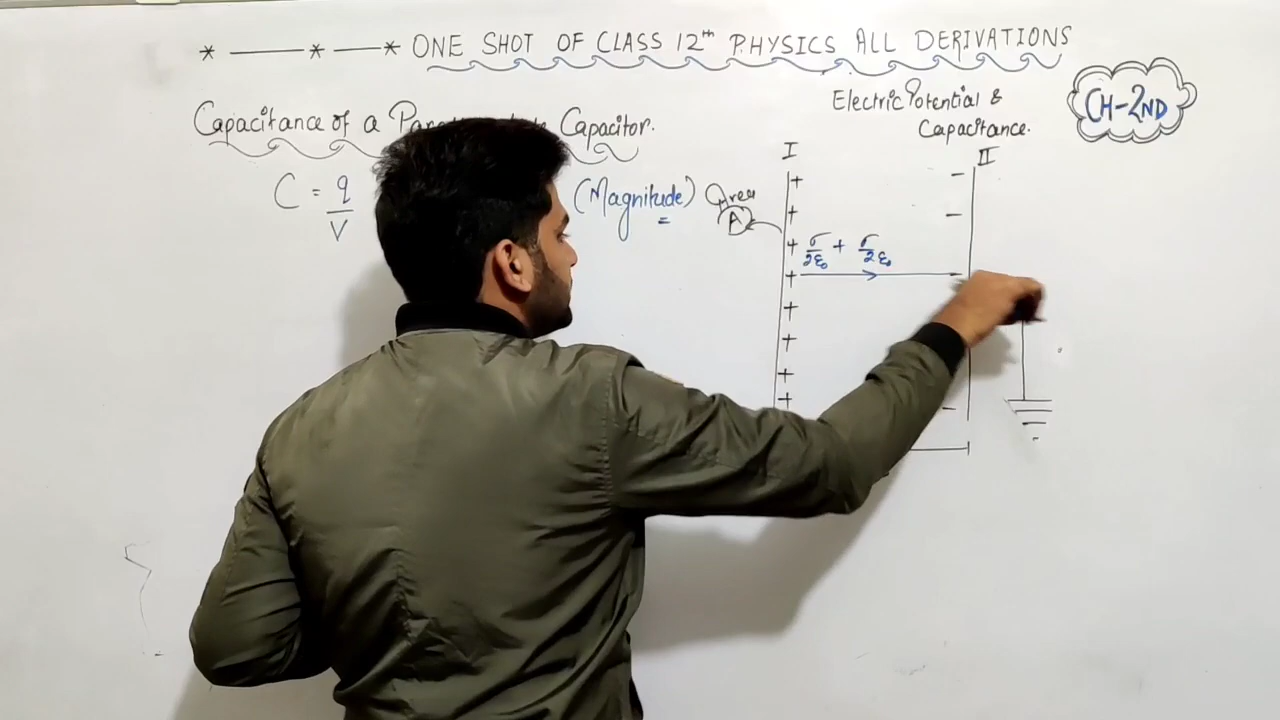 * —— * — * ONE SHOT OF CLASS 12th PHYSICS ALL DERIVATIONS
Electric Potential &
Capacitance.
CH-2ND
Capacitance of a Capacitor.
C = q/V
(Magnitude)
Area
A
I
II
+
+
+
+
+
+
+
+
σ/2ε₀ + σ/2ε₀
-
-
-